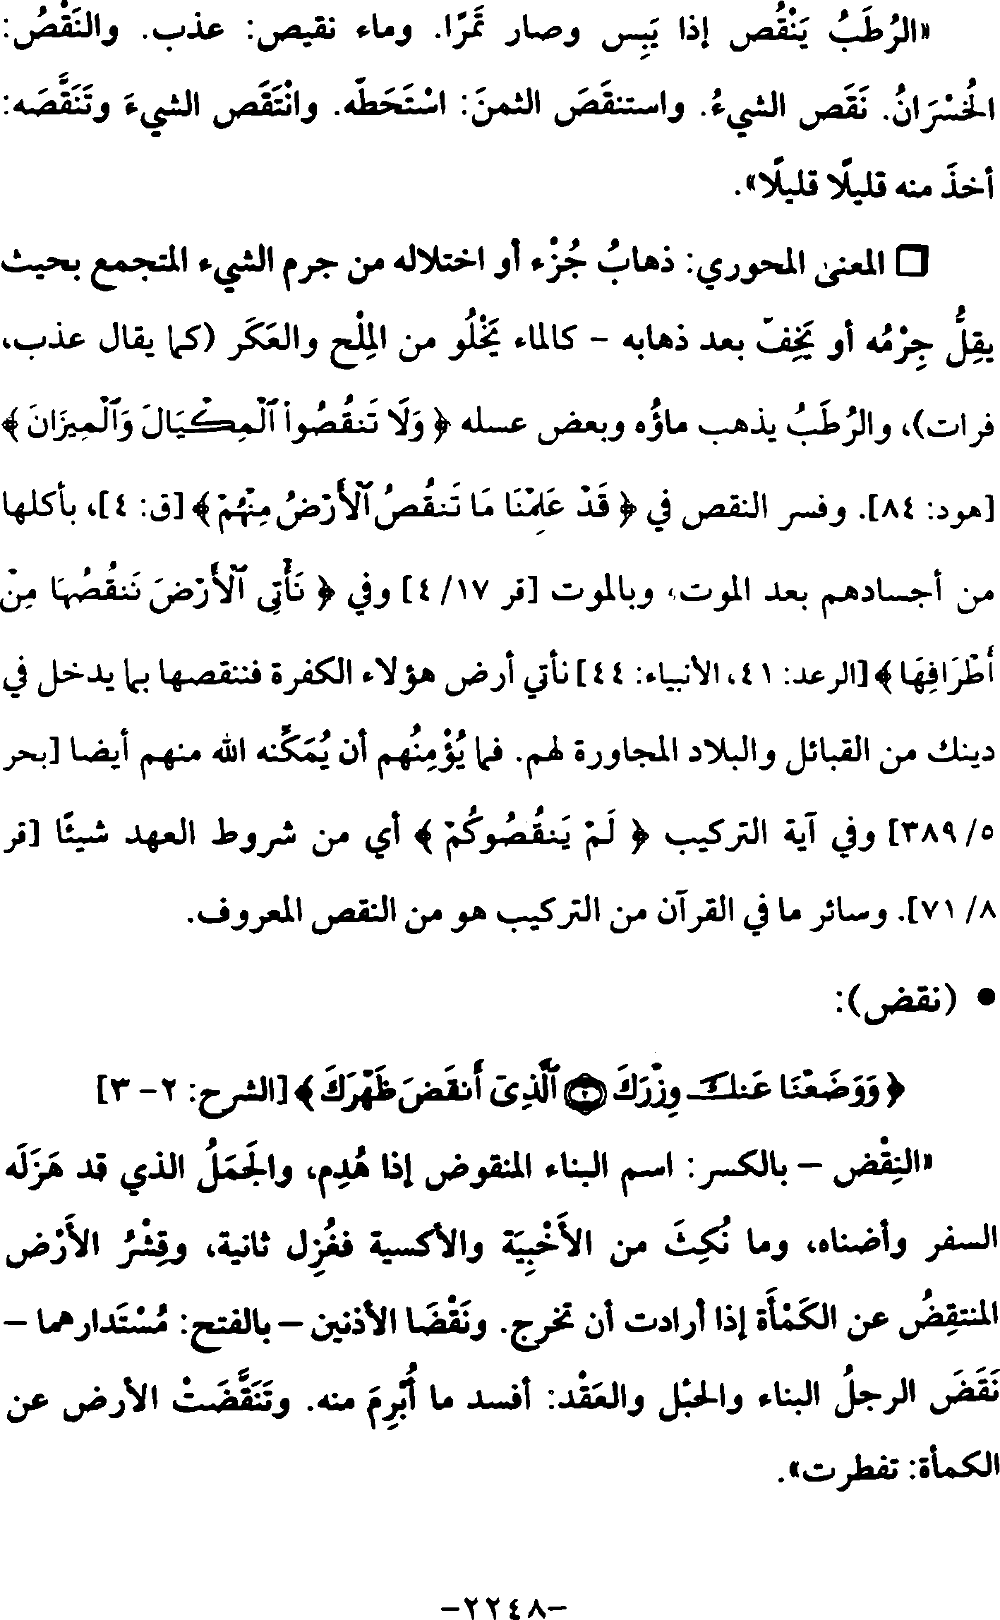 «الرُطَبُ يَنْقُص إذا يَبِس وصار تَمْرًا. وماء نقيص: عذب. والنَقْصُ:
الخُسْرَانُ. نَقَص الشيءُ. واستنقَصَ الثمنَ: اسْتَحَطّه. وانْتَقَص الشيءَ وتَنَقَّصَه:
أخذَ منه قليلًا قليلًا».
□ المعنى المحوري: ذهابُ جُزْء أو اختلاله من جرم الشيء المتجمع بحيث
يقِلُّ جِرْمُه أو يَخِفّ بعد ذهابه - كالماء يَخْلُو من المِلْح والعَكَر (كما يقال عذب،
فرات)، والرُطَبُ يذهب ماؤُه وبعض عسله ﴿ وَلَا تَنقُصُوا۟ ٱلْمِكْيَالَ وَٱلْمِيزَانَ ﴾
[هود: ٨٤]. وفسر النقص في ﴿ قَدْ عَلِمْنَا مَا تَنقُصُ ٱلْأَرْضُ مِنْهُمْ ﴾ [ق: ٤]، بأكلها
من أجسادهم بعد الموت، وبالموت [قر ١٧/ ٤] وفي ﴿ نَأْتِى ٱلْأَرْضَ نَنقُصُهَا مِنْ
أَطْرَافِهَا ﴾ [الرعد: ٤١، الأنبياء: ٤٤] نأتي أرض هؤلاء الكفرة فننقصها بما يدخل في
دينك من القبائل والبلاد المجاورة لهم. فما يُؤْمِنُهم أن يُمَكِّنه الله منهم أيضا [بحر
٥/ ٣٨٩] وفي آية التركيب ﴿ لَمْ يَنقُصُوكُمْ ﴾ أي من شروط العهد شيئًا [قر
٨/ ٧١]. وسائر ما في القرآن من التركيب هو من النقص المعروف.
• (نقض):
﴿ وَوَضَعْنَا عَنكَ وِزْرَكَ ۝٢ ٱلَّذِىٓ أَنقَضَ ظَهْرَكَ ﴾ [الشرح: ٢- ٣]
«النِقْض – بالكسر: اسم البناء المنقوض إذا هُدِم، والجَمَلُ الذي قد هَزَلَه
السفر وأضناه، وما نُكِثَ من الأَخْبِيَة والأكسية فغُزِل ثانية، وقِشْرُ الأَرْض
المنتقِضُ عن الكَمْأَة إذا أرادت أن تخرج. ونَقْضَا الأذنين – بالفتح: مُسْتَدارهما –
نَقَضَ الرجلُ البناء والحبْل والعَقْد: أفسد ما أُبْرِمَ منه. وتَنَقَّضَتْ الأرض عن
الكمأة: تفطرت».
-٢٢٤٨-